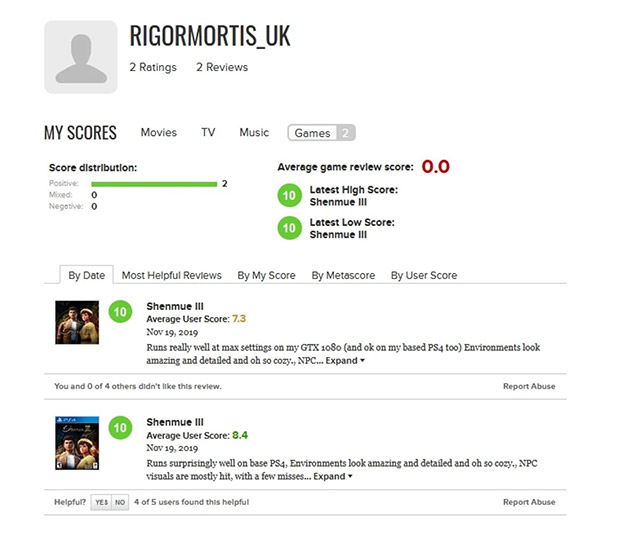 RIGORMORTIS_UK
2 Ratings 2 Reviews
MY SCORES Movies TV Music Games 2
Score distribution:
Positive: 2
Mixed: 0
Negative: 0
Average game review score: 0.0
10 Latest High Score:
Shenmue III
10 Latest Low Score:
Shenmue III
By Date Most Helpful Reviews By My Score By Metascore By User Score
10 Shenmue III
Average User Score: 7.3
Nov 19, 2019
Runs really well at max settings on my GTX 1080 (and ok on my based PS4 too) Environments look
amazing and detailed and oh so cozy., NPC... Expand
You and 0 of 4 others didn't like this review. Report Abuse
PS4
10 Shenmue III
Average User Score: 8.4
Nov 19, 2019
Runs surprisingly well on base PS4, Environments look amazing and detailed and oh so cozy., NPC
visuals are mostly hit, with a few misses... Expand
Helpful? YES NO 4 of 5 users found this helpful Report Abuse